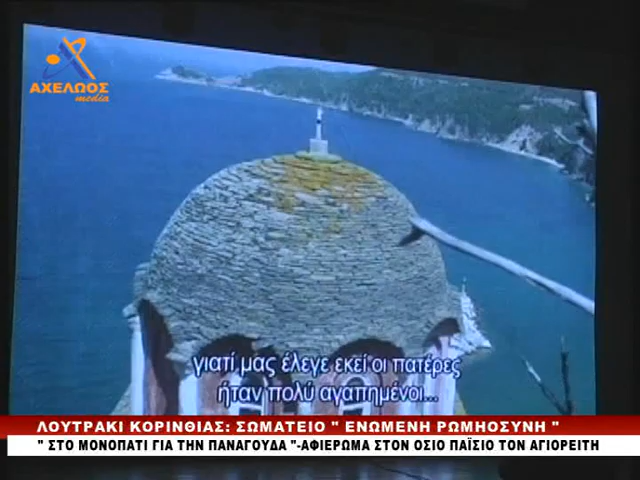 ΑΧΕΛΩΟΣ
media
γιατί μας έλεγε εκεί οι πατέρες
ήταν πολύ αγαπημένοι...
ΛΟΥΤΡΑΚΙ ΚΟΡΙΝΘΙΑΣ: ΣΩΜΑΤΕΙΟ " ΕΝΩΜΕΝΗ ΡΩΜΗΟΣΥΝΗ "
" ΣΤΟ ΜΟΝΟΠΑΤΙ ΓΙΑ ΤΗΝ ΠΑΝΑΓΟΥΔΑ "-ΑΦΙΕΡΩΜΑ ΣΤΟΝ ΟΣΙΟ ΠΑΪΣΙΟ ΤΟΝ ΑΓΙΟΡΕΙΤΗ